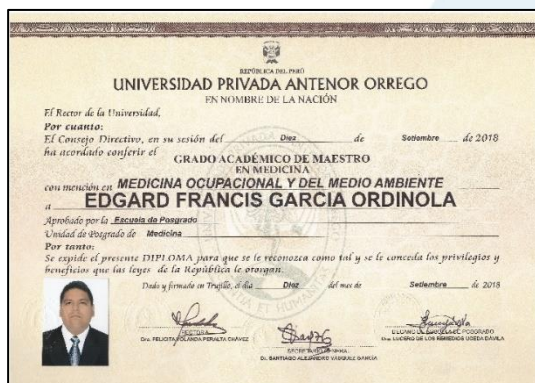 REPÚBLICA DEL PERÚ
UNIVERSIDAD PRIVADA ANTENOR ORREGO
EN NOMBRE DE LA NACIÓN
El Rector de la Universidad,
Por cuanto:
El Consejo Directivo, en su sesión del Diez de Setiembre de 2018
ha acordado conferir el
GRADO ACADÉMICO DE MAESTRO
EN MEDICINA
con mención en MEDICINA OCUPACIONAL Y DEL MEDIO AMBIENTE
a EDGARD FRANCIS GARCIA ORDINOLA
Aprobado por la Escuela de Posgrado
Unidad de Posgrado de Medicina
Por tanto:
Se expide el presente DIPLOMA para que se le reconozca como tal y se le conceda los privilegios y
beneficios que las leyes de la República le otorgan.
Dado y firmado en Trujillo, el día Diez del mes de Setiembre de 2018
RECTORA
Dra. FELICITA YOLANDA PERALTA CHÁVEZ
Dr. SANTIAGO ALEJANDRO VÁSQUEZ GARCÍA
Dra. LUCERO DE LOS REMEDIOS UCEDA DÁVILA